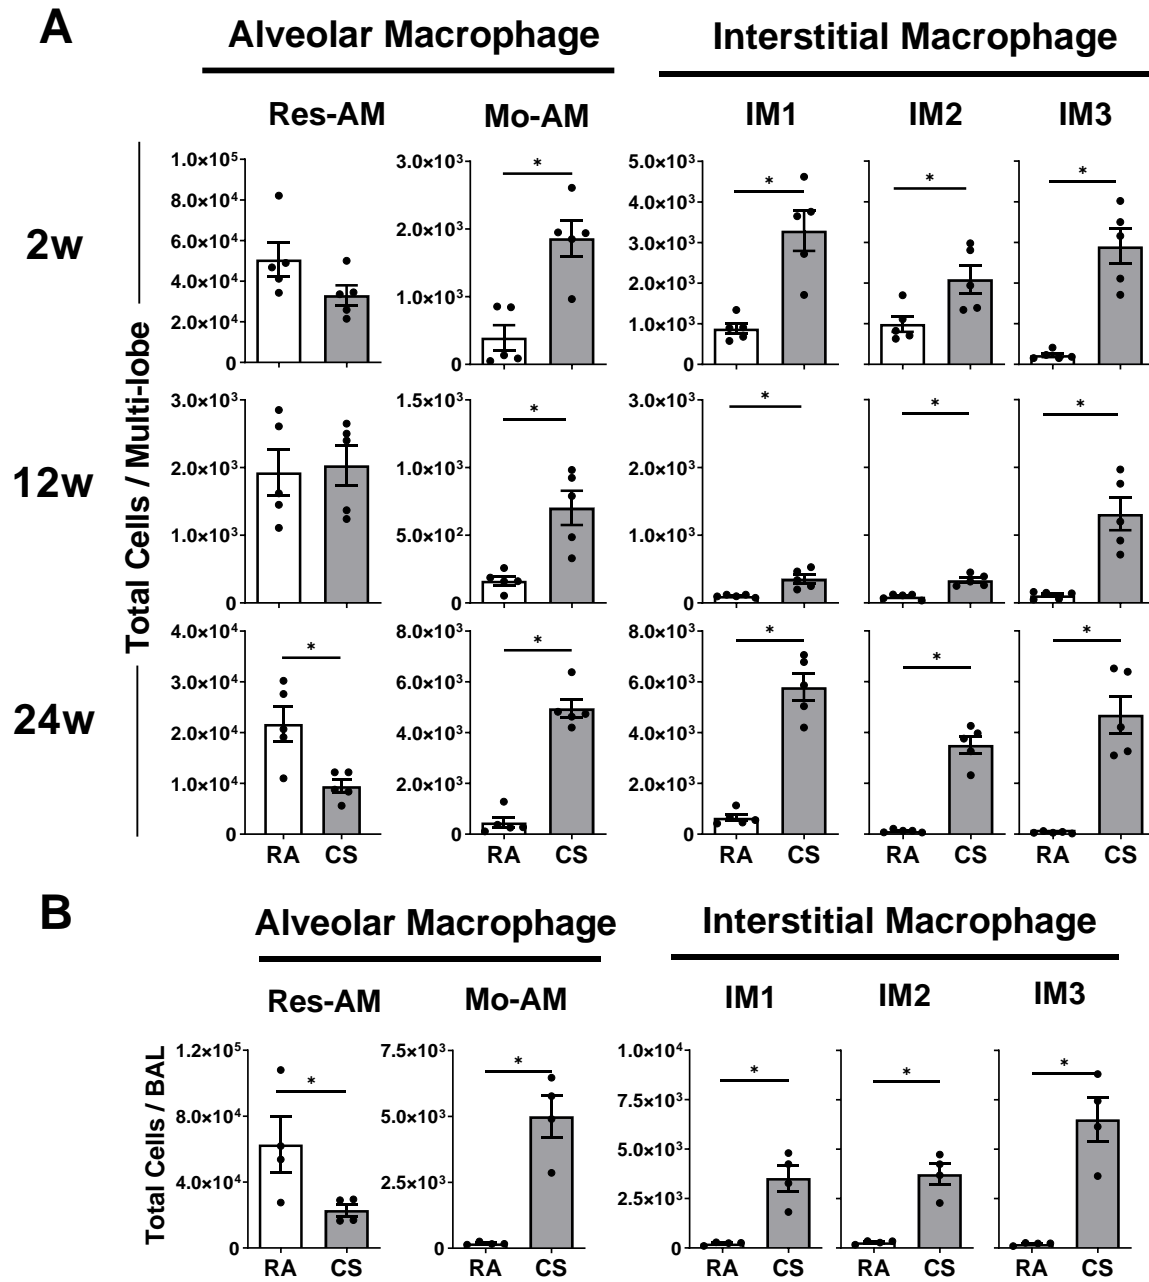 A
Alveolar Macrophage
Interstitial Macrophage
Res-AM
Mo-AM
IM1
IM2
IM3
Total Cells / Multi-lobe
2w
1.0×10⁵
8.0×10⁴
6.0×10⁴
4.0×10⁴
2.0×10⁴
0
3.0×10³
2.0×10³
1.0×10³
0
*
5.0×10³
4.0×10³
3.0×10³
2.0×10³
1.0×10³
0
*
*
*
12w
3.0×10³
2.0×10³
1.0×10³
0
1.5×10³
1.0×10³
5.0×10²
0
*
3.0×10³
2.0×10³
1.0×10³
0
*
*
*
24w
4.0×10⁴
3.0×10⁴
2.0×10⁴
1.0×10⁴
0
*
8.0×10³
6.0×10³
4.0×10³
2.0×10³
0
*
8.0×10³
6.0×10³
4.0×10³
2.0×10³
0
*
*
*
RA CS
RA CS
RA CS
RA CS
RA CS
B
Alveolar Macrophage
Interstitial Macrophage
Res-AM
Mo-AM
IM1
IM2
IM3
Total Cells / BAL
1.2×10⁵
8.0×10⁴
4.0×10⁴
0
*
7.5×10³
5.0×10³
2.5×10³
0
*
1.0×10⁴
7.5×10³
5.0×10³
2.5×10³
0
*
*
*
RA CS
RA CS
RA CS
RA CS
RA CS